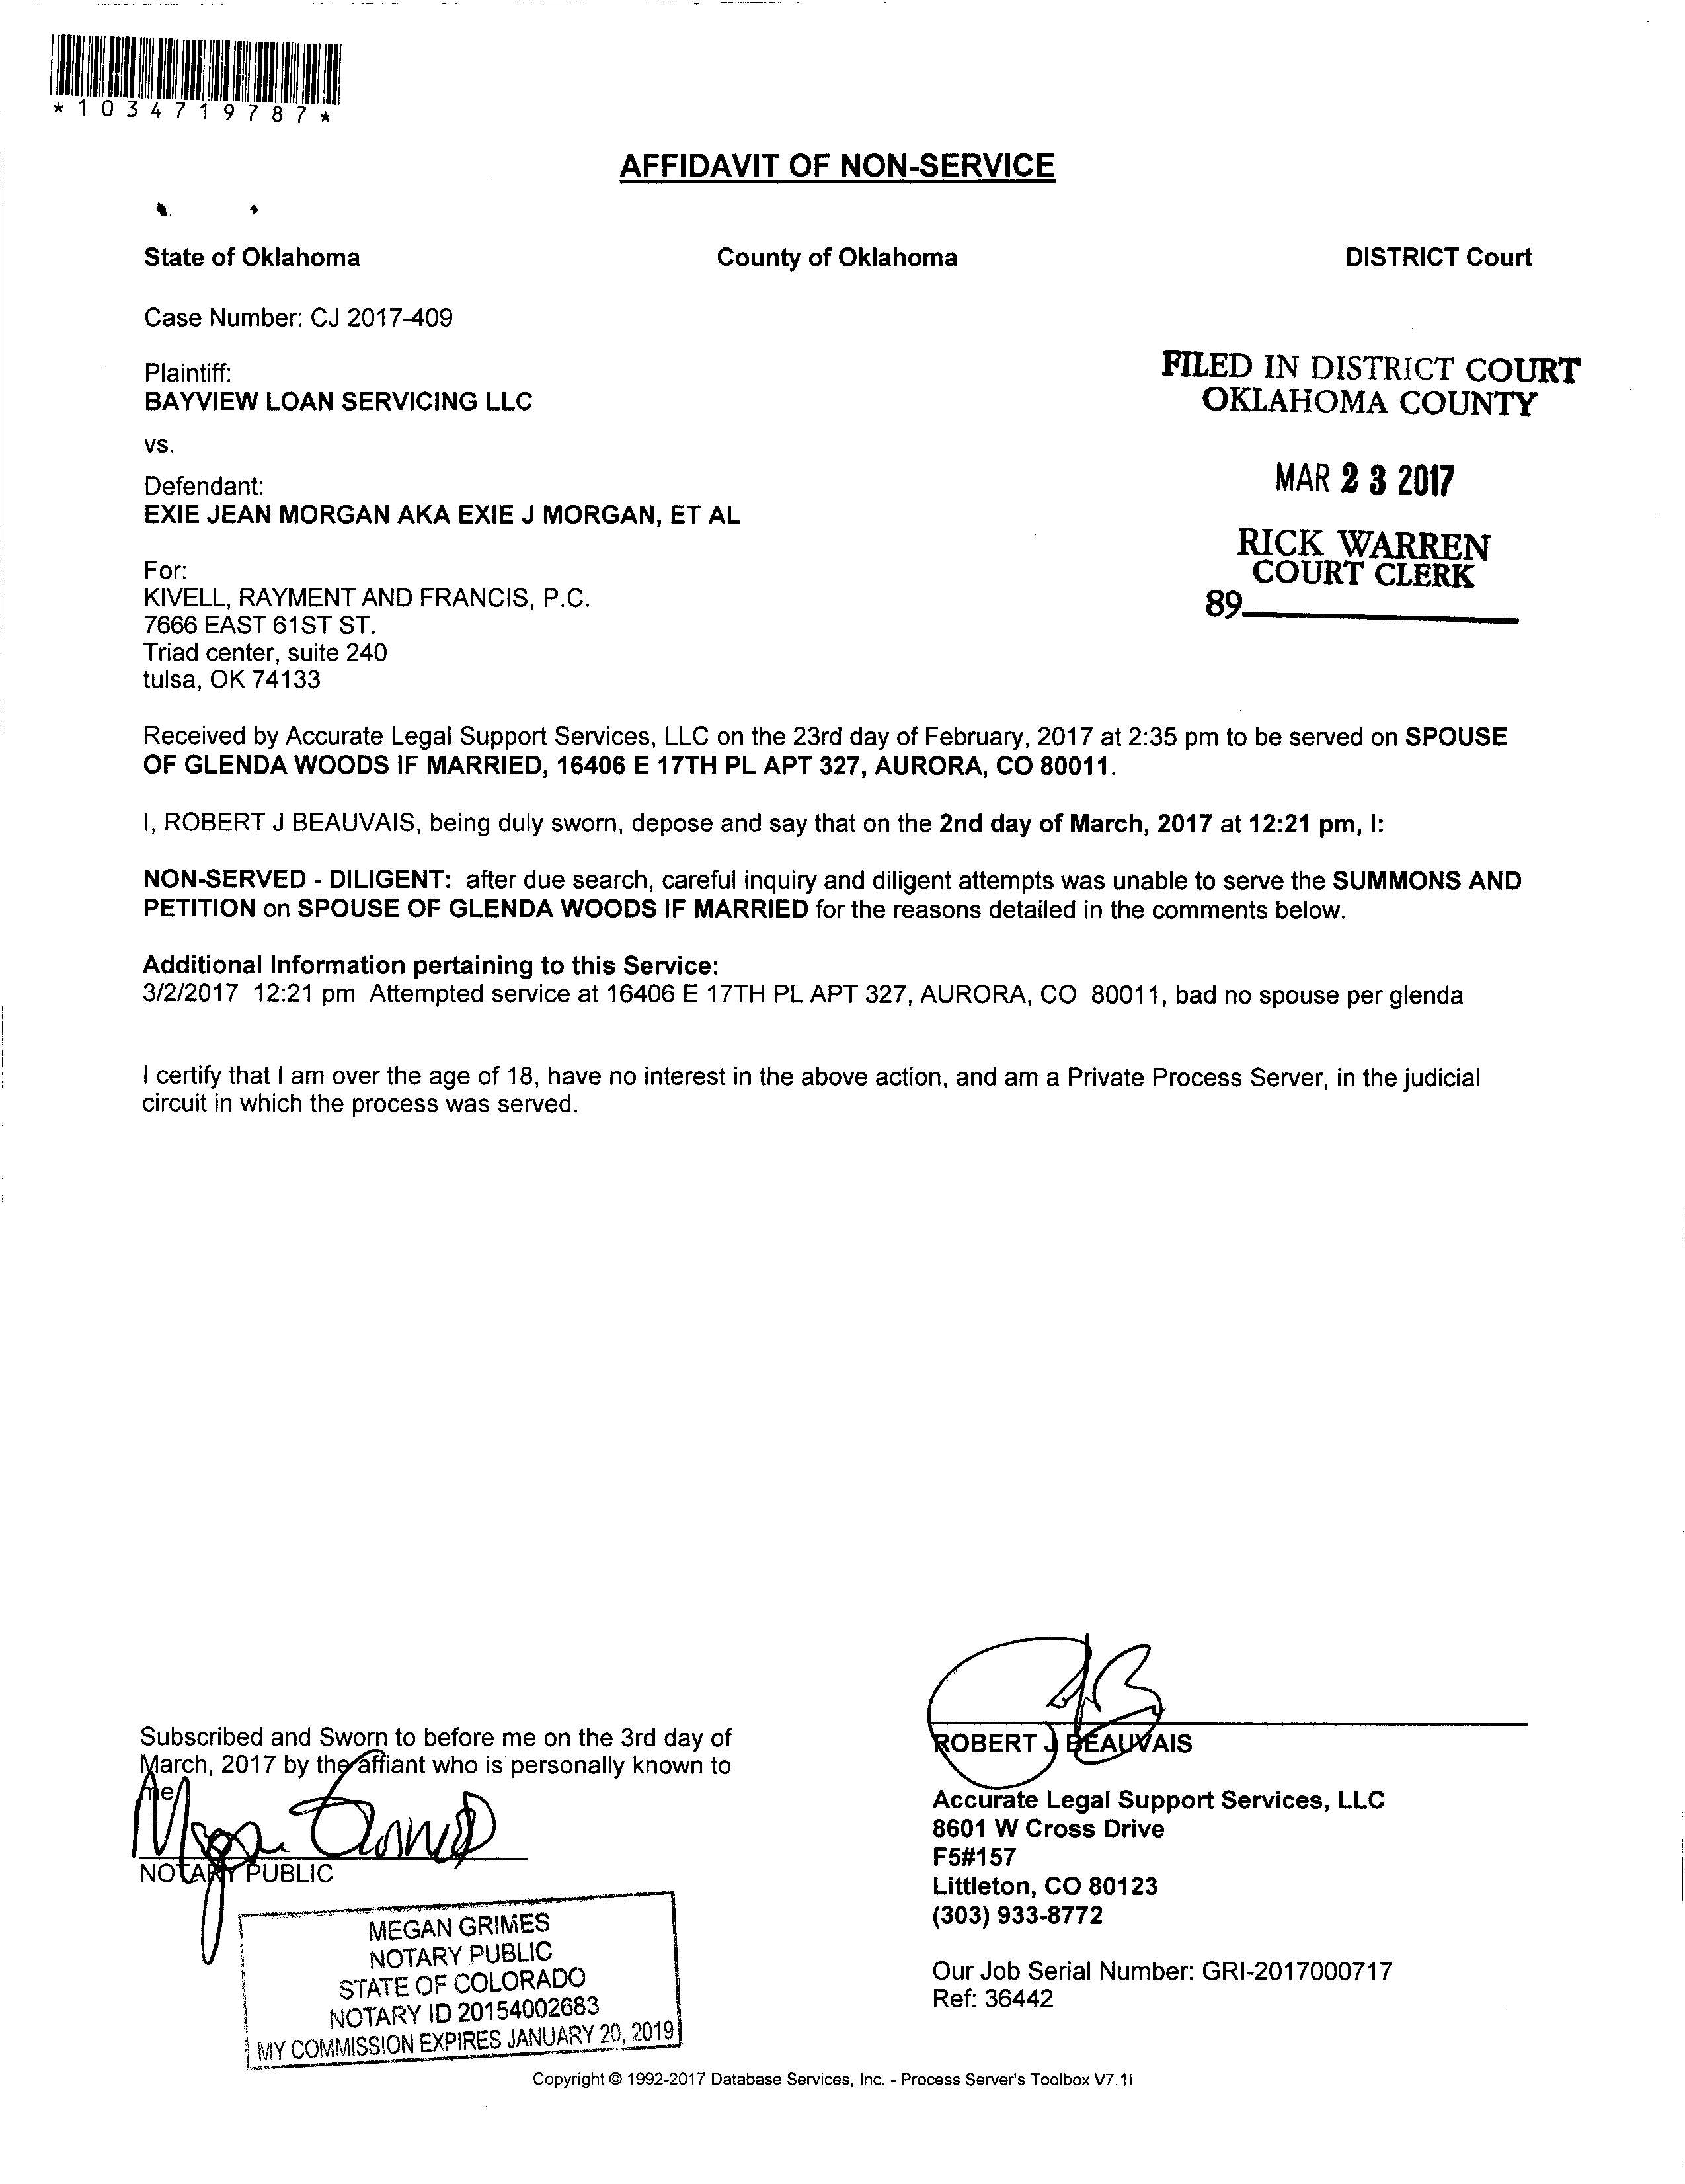 *1034719787*
AFFIDAVIT OF NON-SERVICE
State of Oklahoma County of Oklahoma DISTRICT Court
Case Number: CJ 2017-409
Plaintiff:
BAYVIEW LOAN SERVICING LLC
vs.
Defendant:
EXIE JEAN MORGAN AKA EXIE J MORGAN, ET AL
For:
KIVELL, RAYMENT AND FRANCIS, P.C.
7666 EAST 61ST ST.
Triad center, suite 240
tulsa, OK 74133
FILED IN DISTRICT COURT
OKLAHOMA COUNTY
MAR 23 2017
RICK WARREN
COURT CLERK
89
Received by Accurate Legal Support Services, LLC on the 23rd day of February, 2017 at 2:35 pm to be served on SPOUSE
OF GLENDA WOODS IF MARRIED, 16406 E 17TH PL APT 327, AURORA, CO 80011.
I, ROBERT J BEAUVAIS, being duly sworn, depose and say that on the 2nd day of March, 2017 at 12:21 pm, I:
NON-SERVED - DILIGENT: after due search, careful inquiry and diligent attempts was unable to serve the SUMMONS AND
PETITION on SPOUSE OF GLENDA WOODS IF MARRIED for the reasons detailed in the comments below.
Additional Information pertaining to this Service:
3/2/2017 12:21 pm Attempted service at 16406 E 17TH PL APT 327, AURORA, CO 80011, bad no spouse per glenda
I certify that I am over the age of 18, have no interest in the above action, and am a Private Process Server, in the judicial
circuit in which the process was served.
Subscribed and Sworn to before me on the 3rd day of
March, 2017 by the affiant who is personally known to
me
NOTARY PUBLIC
MEGAN GRIMES
NOTARY PUBLIC
STATE OF COLORADO
NOTARY ID 20154002683
MY COMMISSION EXPIRES JANUARY 20, 2019
ROBERT J BEAUVAIS
Accurate Legal Support Services, LLC
8601 W Cross Drive
F5#157
Littleton, CO 80123
(303) 933-8772
Our Job Serial Number: GRI-2017000717
Ref: 36442
Copyright © 1992-2017 Database Services, Inc. - Process Server's Toolbox V7.1i